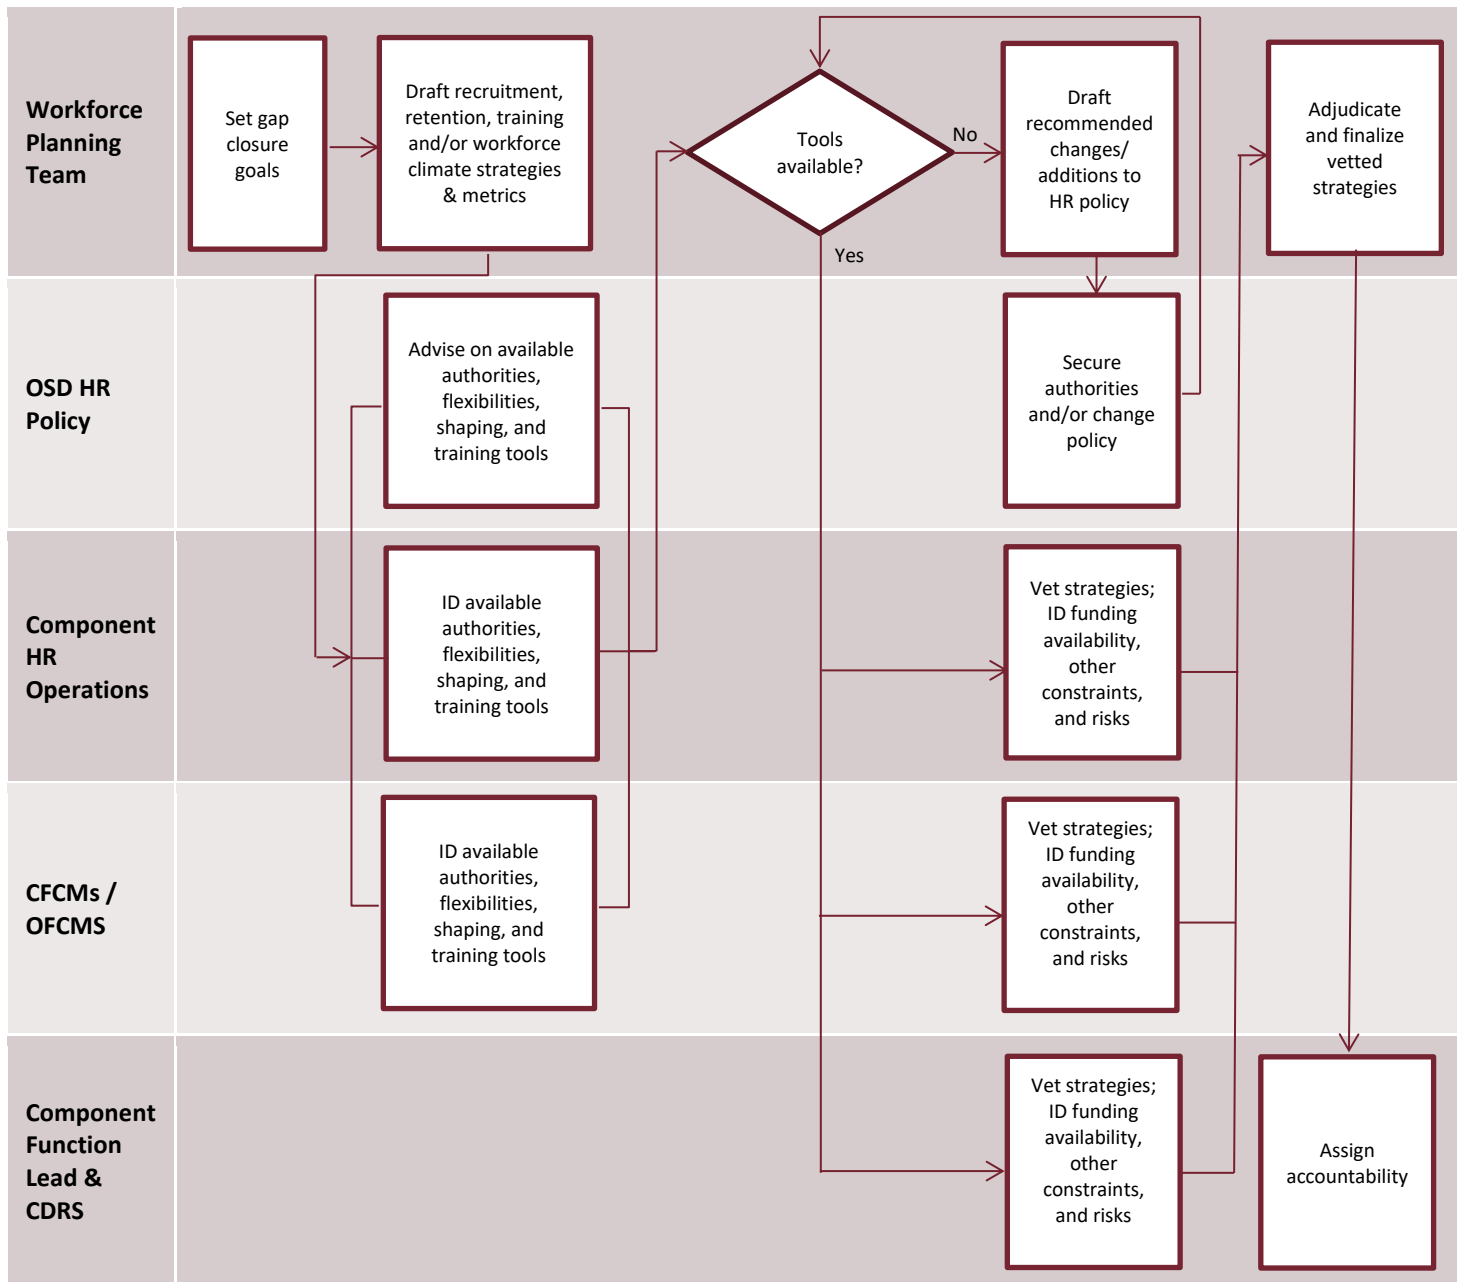 Workforce
Planning
Team
Set gap
closure
goals
Draft recruitment,
retention, training
and/or workforce
climate strategies
& metrics
Tools
available?
No
Yes
Draft
recommended
changes/
additions to
HR policy
Adjudicate
and finalize
vetted
strategies
OSD HR
Policy
Advise on available
authorities,
flexibilities,
shaping, and
training tools
Secure
authorities
and/or change
policy
Component
HR
Operations
ID available
authorities,
flexibilities,
shaping, and
training tools
Vet strategies;
ID funding
availability,
other
constraints,
and risks
CFCMs /
OFCMS
ID available
authorities,
flexibilities,
shaping, and
training tools
Vet strategies;
ID funding
availability,
other
constraints,
and risks
Component
Function
Lead &
CDRS
Vet strategies;
ID funding
availability,
other
constraints,
and risks
Assign
accountability